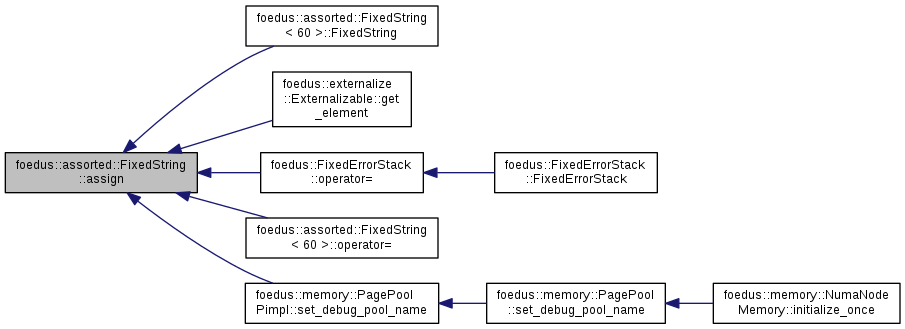 foedus::assorted::FixedString
< 60 >::FixedString
foedus::externalize
::Externalizable::get
_element
foedus::assorted::FixedString
::assign
foedus::FixedErrorStack
::operator=
foedus::FixedErrorStack
::FixedErrorStack
foedus::assorted::FixedString
< 60 >::operator=
foedus::memory::PagePool
Pimpl::set_debug_pool_name
foedus::memory::PagePool
::set_debug_pool_name
foedus::memory::NumaNode
Memory::initialize_once